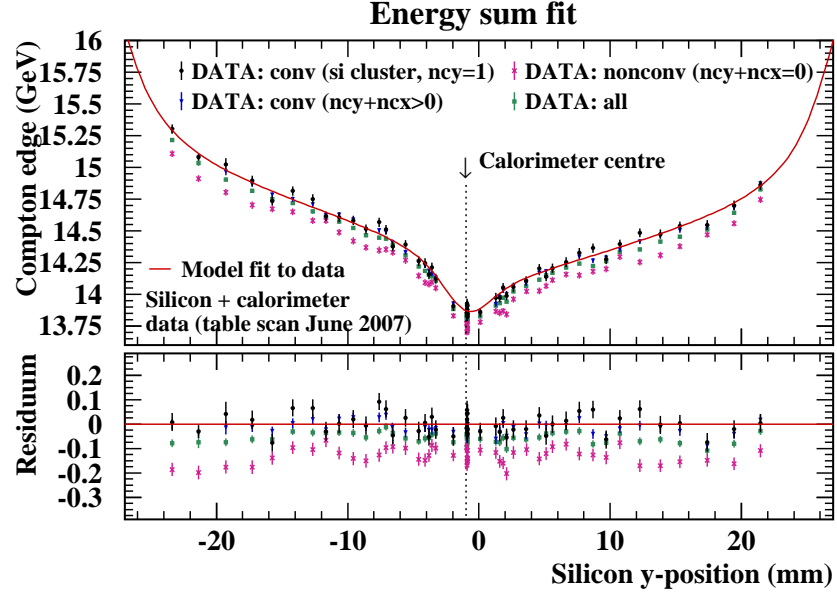 Energy sum fit
Compton edge (GeV)
16
15.75
15.5
15.25
15
14.75
14.5
14.25
14
13.75
DATA: conv (si cluster, ncy=1)
DATA: nonconv (ncy+ncx=0)
DATA: conv (ncy+ncx>0)
DATA: all
↓ Calorimeter centre
Model fit to data
Silicon + calorimeter
data (table scan June 2007)
Residuum
0.2
0.1
0
-0.1
-0.2
-0.3
-20 -10 0 10 20
Silicon y-position (mm)